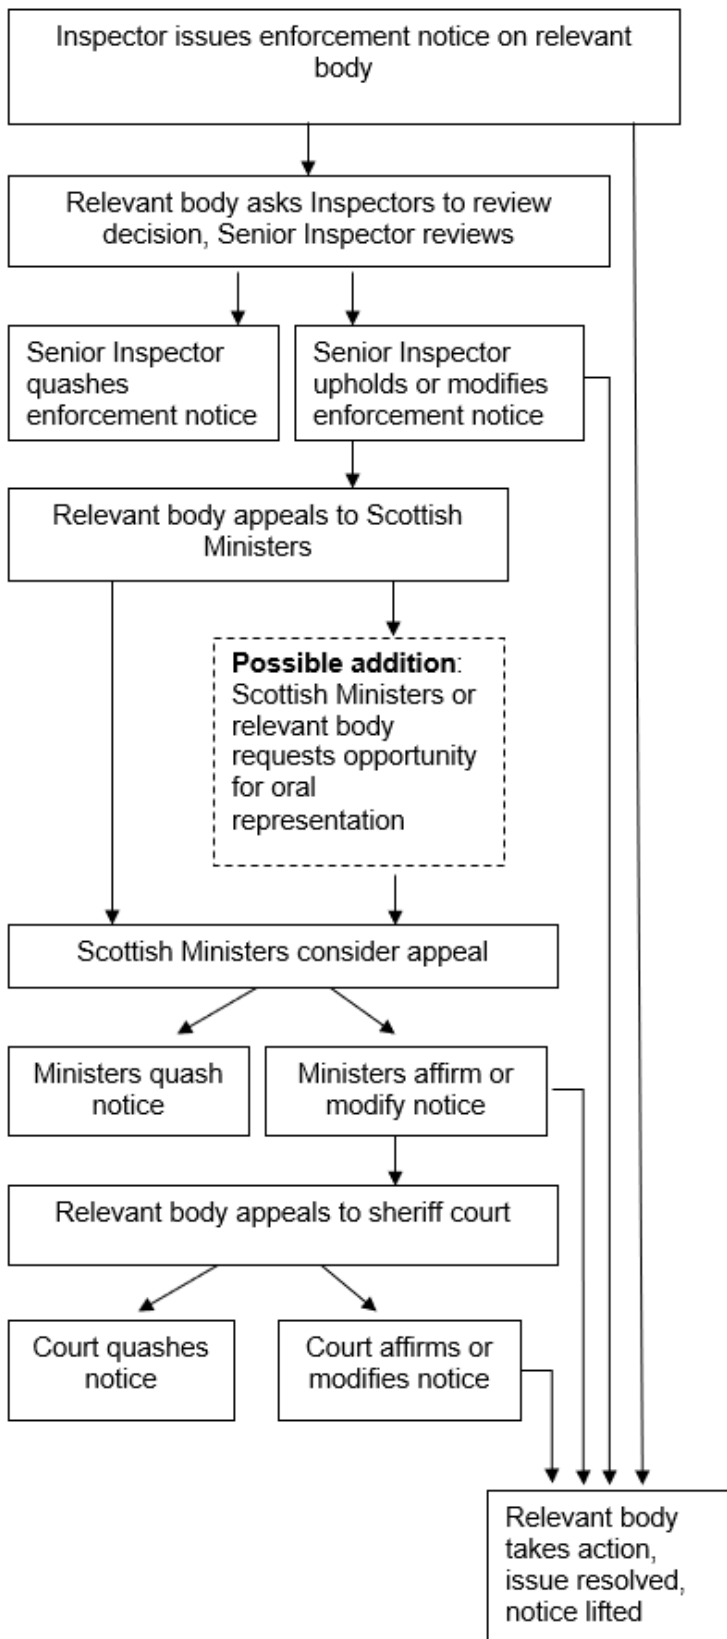 Inspector issues enforcement notice on relevant
body
Relevant body asks Inspectors to review
decision, Senior Inspector reviews
Senior Inspector
quashes
enforcement notice
Senior Inspector
upholds or modifies
enforcement notice
Relevant body appeals to Scottish
Ministers
Possible addition:
Scottish Ministers or
relevant body
requests opportunity
for oral
representation
Scottish Ministers consider appeal
Ministers quash
notice
Ministers affirm or
modify notice
Relevant body appeals to sheriff court
Court quashes
notice
Court affirms or
modifies notice
Relevant body
takes action,
issue resolved,
notice lifted